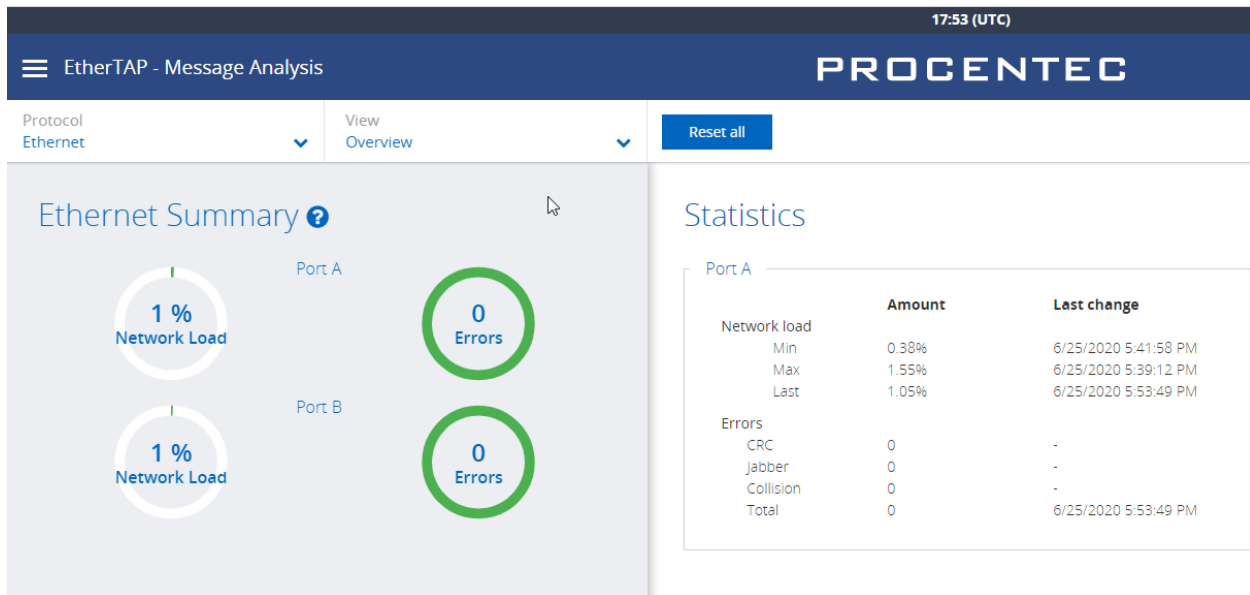 17:53 (UTC)
EtherTAP - Message Analysis
PROCENTEC
Protocol
Ethernet
View
Overview
Reset all
Ethernet Summary ?
Port A
1 %
Network Load
0
Errors
Port B
1 %
Network Load
0
Errors
Statistics
Port A
Amount Last change
Network load
Min 0.38% 6/25/2020 5:41:58 PM
Max 1.55% 6/25/2020 5:39:12 PM
Last 1.05% 6/25/2020 5:53:49 PM
Errors
CRC 0 -
Jabber 0 -
Collision 0 -
Total 0 6/25/2020 5:53:49 PM